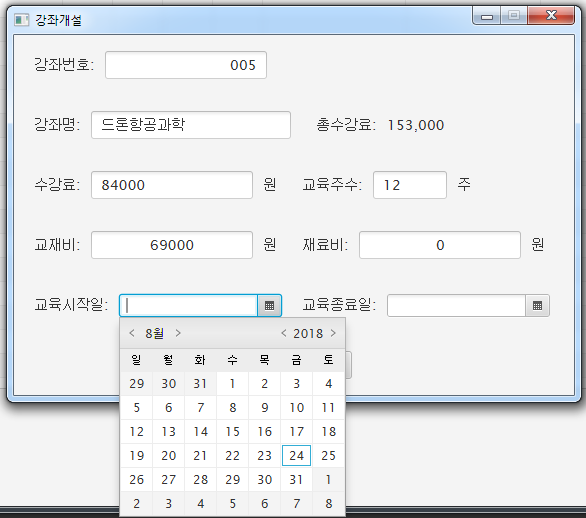 강좌개설
강좌번호: 005
강좌명: 드론항공과학 총수강료: 153,000
수강료: 84000 원 교육주수: 12 주
교재비: 69000 원 재료비: 0 원
교육시작일: 교육종료일:
< 8월 > < 2018 >
일 월 화 수 목 금 토
29 30 31 1 2 3 4
5 6 7 8 9 10 11
12 13 14 15 16 17 18
19 20 21 22 23 24 25
26 27 28 29 30 31 1
2 3 4 5 6 7 8